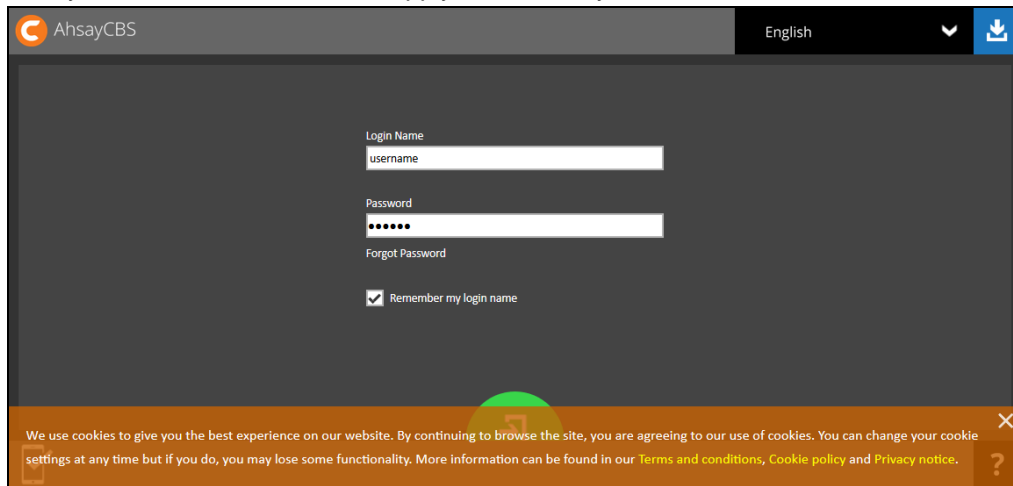 AhsayCBS
English
Login Name
username
Password
••••••
Forgot Password
Remember my login name
We use cookies to give you the best experience on our website. By continuing to browse the site, you are agreeing to our use of cookies. You can change your cookie
settings at any time but if you do, you may lose some functionality. More information can be found in our Terms and conditions, Cookie policy and Privacy notice.
?